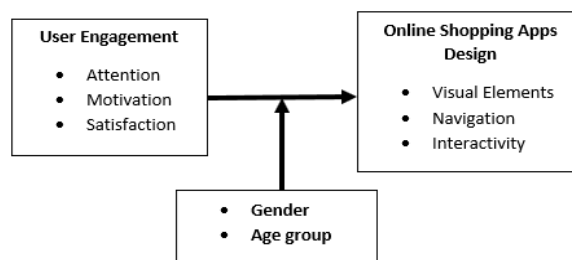 User Engagement
• Attention
• Motivation
• Satisfaction
Online Shopping Apps
Design
• Visual Elements
• Navigation
• Interactivity
• Gender
• Age group